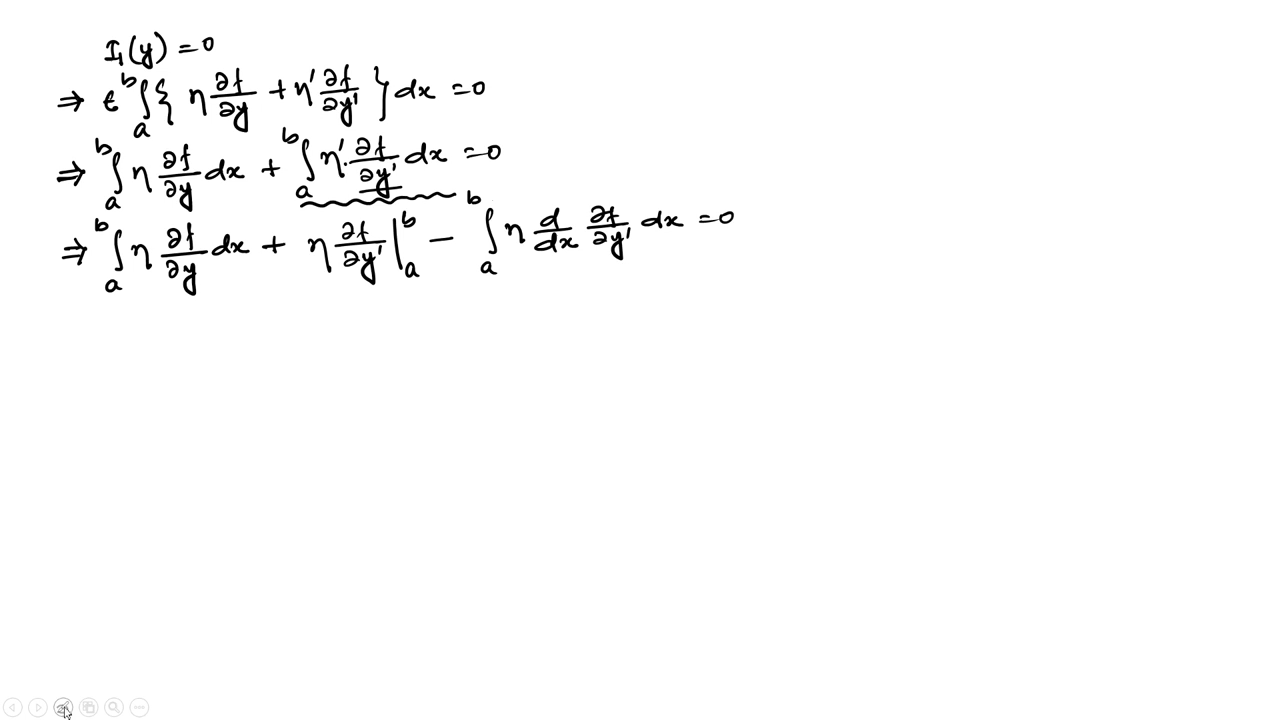 I₁(y) = 0
⇒ ϵ ∫ₐᵇ { η ∂f/∂y + η′ ∂f/∂y′ } dx = 0
⇒ ∫ₐᵇ η ∂f/∂y dx + ∫ₐᵇ η′· ∂f/∂y′ dx = 0
⇒ ∫ₐᵇ η ∂f/∂y dx + η ∂f/∂y′ |ₐᵇ − ∫ₐᵇ η d/dx ∂f/∂y′ dx = 0